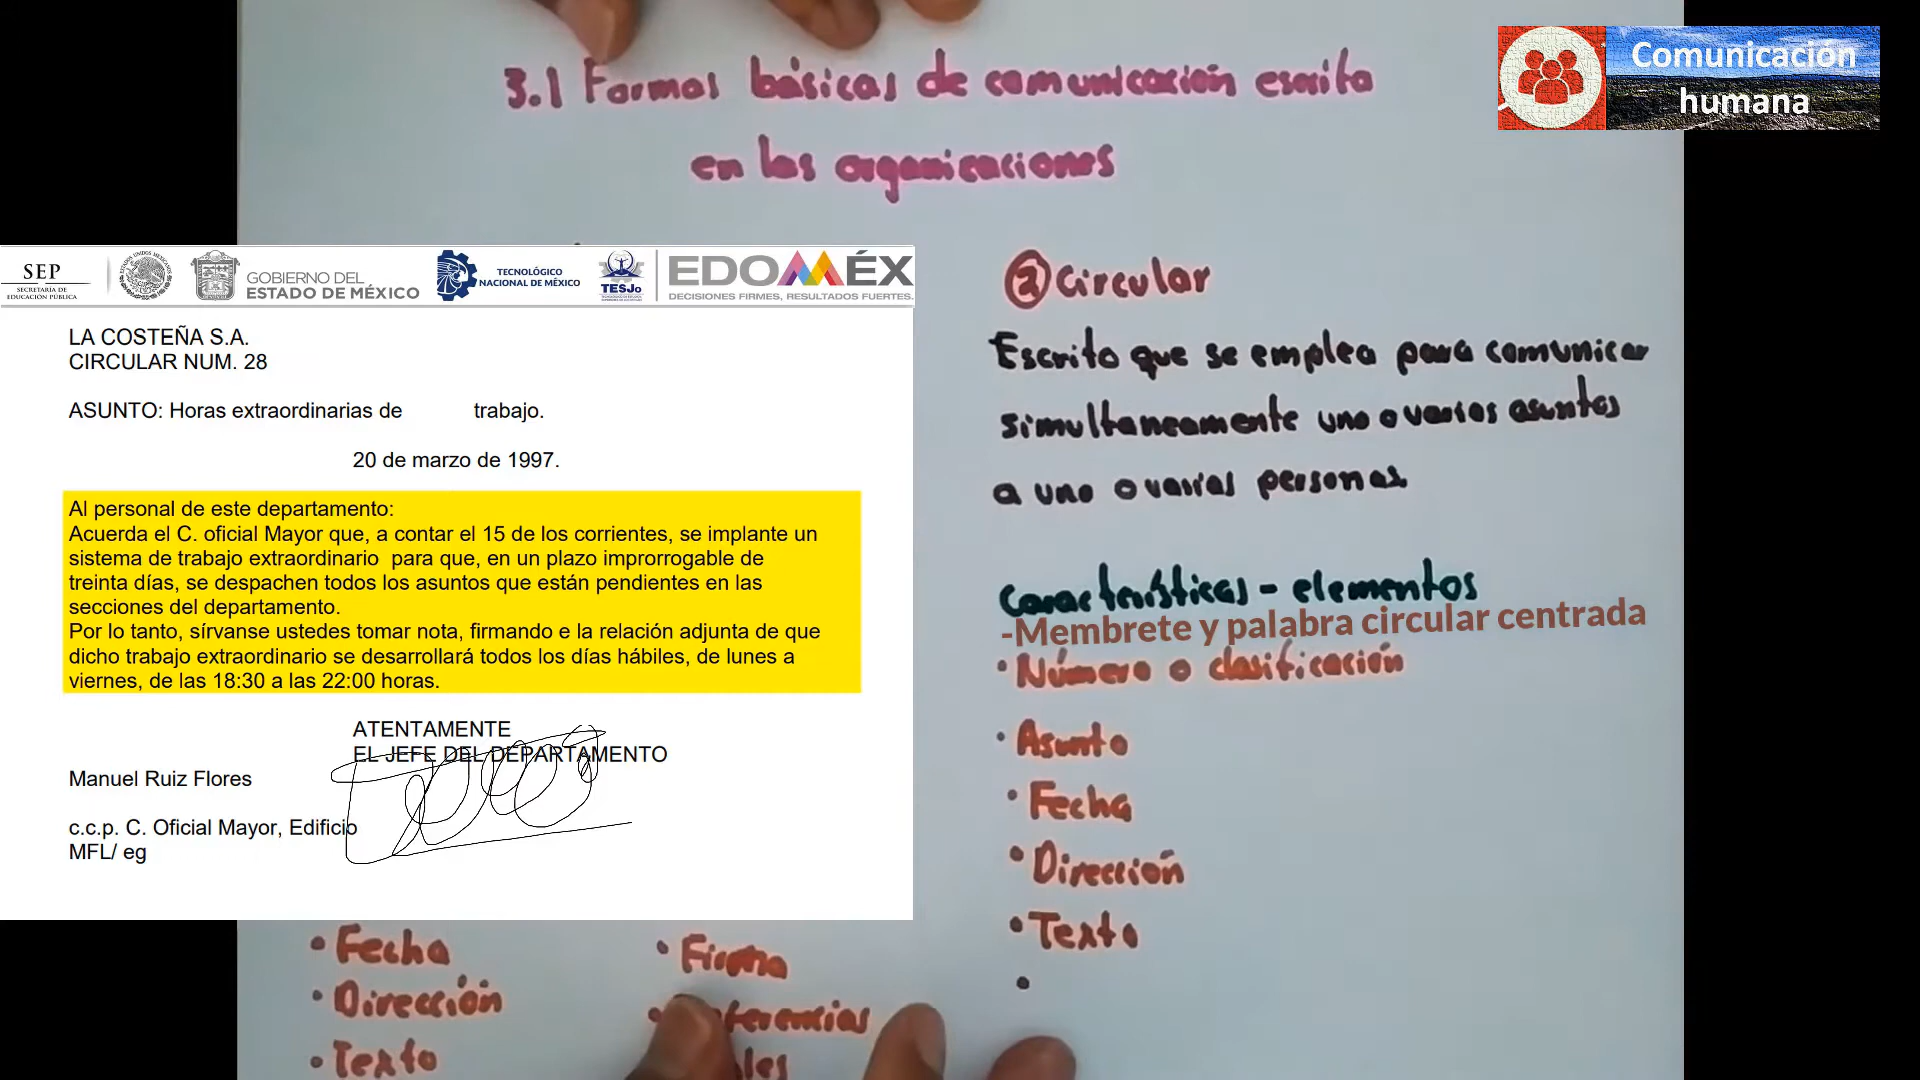 3.1 Formas básicas de comunicación escrita
en las organicaciones
Comunicación
humana
SEP
SECRETARÍA DE
EDUCACIÓN PÚBLICA
ESTADOS UNIDOS MEXICANOS
GOBIERNO DEL
ESTADO DE MÉXICO
TECNOLÓGICO
NACIONAL DE MÉXICO
TESJo
EDOMÉX
DECISIONES FIRMES, RESULTADOS FUERTES.
LA COSTEÑA S.A.
CIRCULAR NUM. 28
ASUNTO: Horas extraordinarias de trabajo.
20 de marzo de 1997.
Al personal de este departamento:
Acuerda el C. oficial Mayor que, a contar el 15 de los corrientes, se implante un
sistema de trabajo extraordinario para que, en un plazo improrrogable de
treinta días, se despachen todos los asuntos que están pendientes en las
secciones del departamento.
Por lo tanto, sírvanse ustedes tomar nota, firmando e la relación adjunta de que
dicho trabajo extraordinario se desarrollará todos los días hábiles, de lunes a
viernes, de las 18:30 a las 22:00 horas.
ATENTAMENTE
EL JEFE DEL DEPARTAMENTO
Manuel Ruiz Flores
c.c.p. C. Oficial Mayor, Edificio
MFL/ eg
2 Circular
Escrito que se emplea para comunicar
simultaneamente uno o varios asuntos
a uno o varias personas
Características - elementos
-Membrete y palabra circular centrada
• Número o clasificación
• Asunto
• Fecha
• Dirección
• Texto
•
• Fecha
• Dirección
• Texto
• Firma